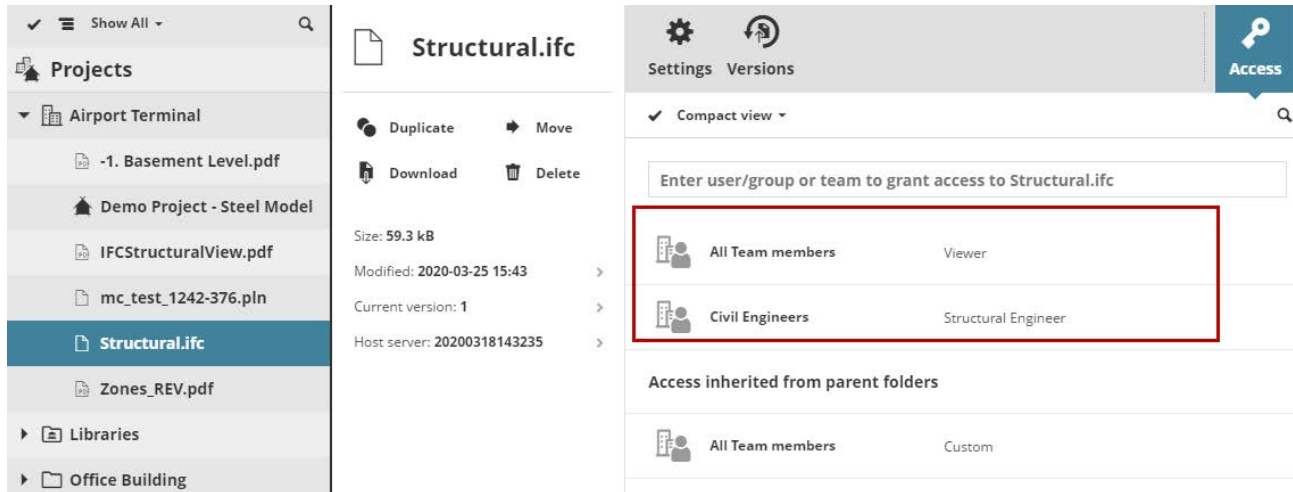 Show All
Projects
Airport Terminal
-1. Basement Level.pdf
Demo Project - Steel Model
IFCStructuralView.pdf
mc_test_1242-376.pln
Structural.ifc
Zones_REV.pdf
Libraries
Office Building
Structural.ifc
Duplicate Move
Download Delete
Size: 59.3 kB
Modified: 2020-03-25 15:43
Current version: 1
Host server: 20200318143235
Settings Versions Access
Compact view
Enter user/group or team to grant access to Structural.ifc
All Team members Viewer
Civil Engineers Structural Engineer
Access inherited from parent folders
All Team members Custom